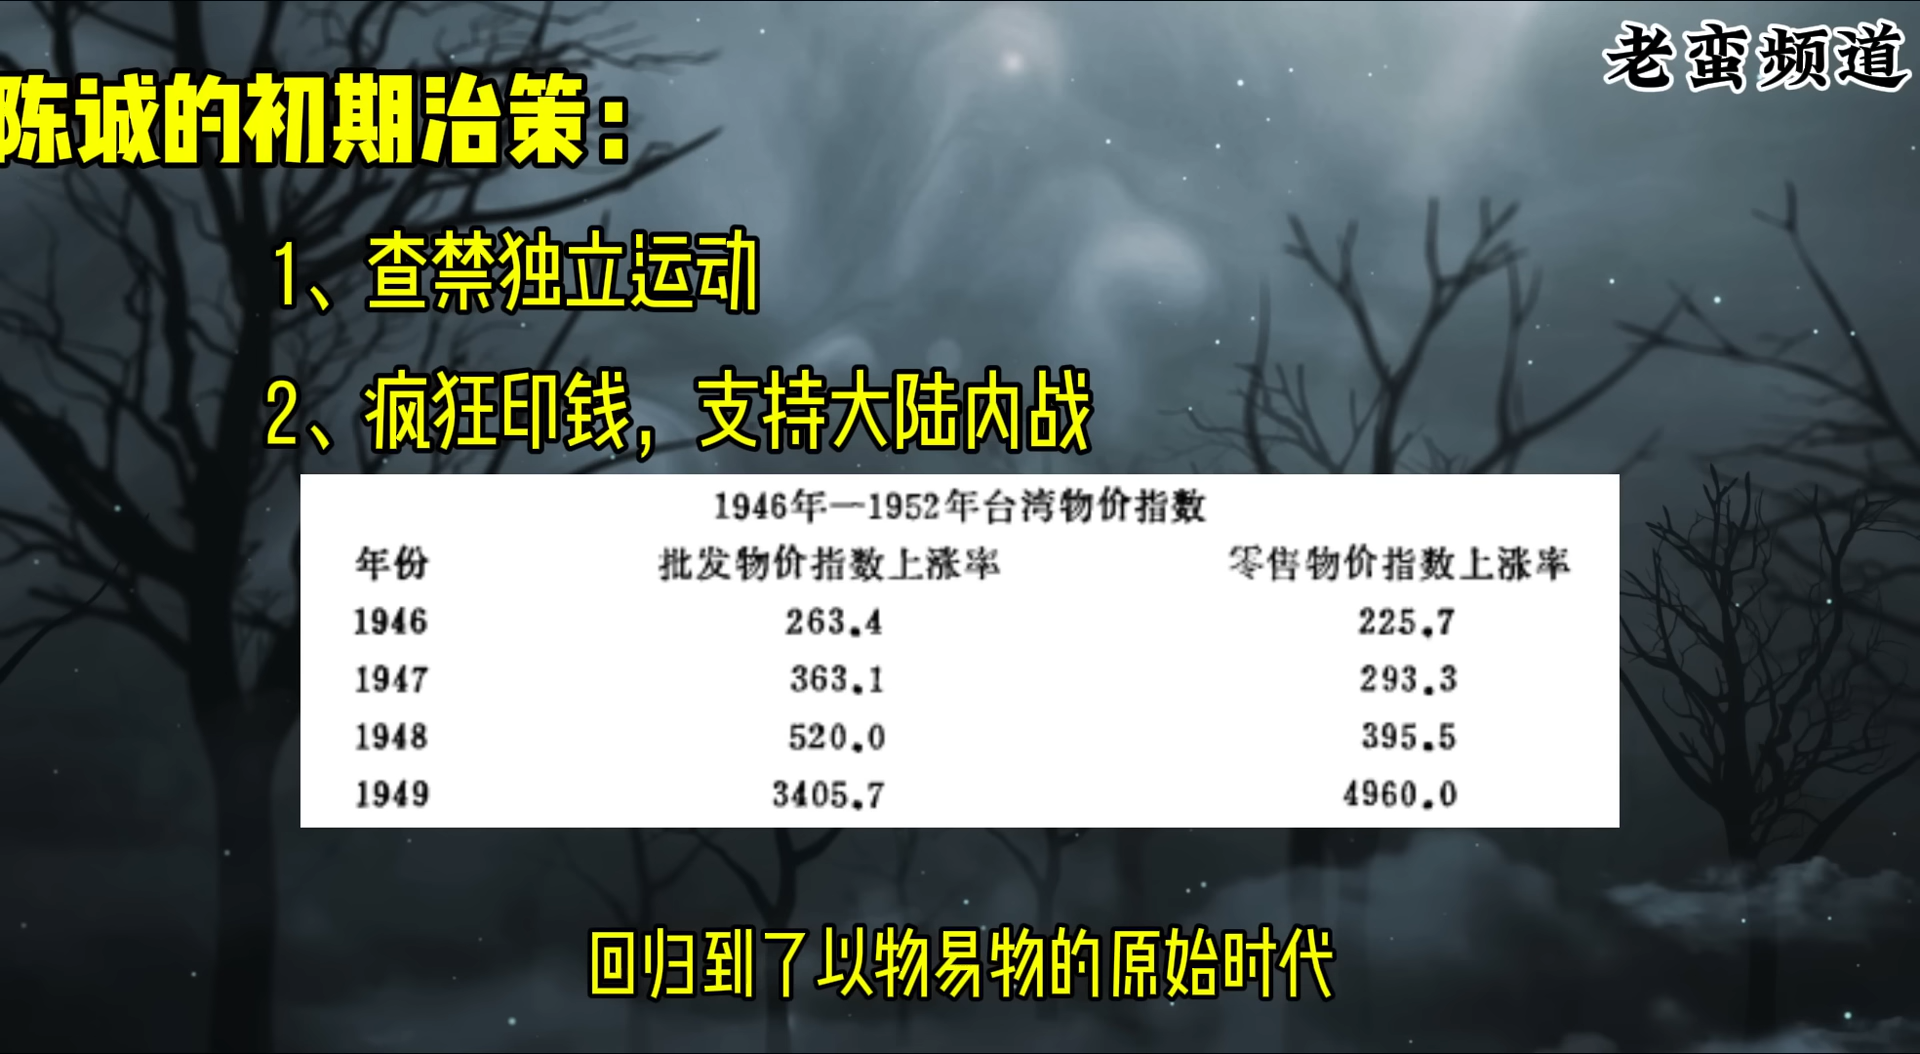 老蛮频道
陈诚的初期治策：
1、查禁独立运动
2、疯狂印钱，支持大陆内战
1946年—1952年台湾物价指数
年份 批发物价指数上涨率 零售物价指数上涨率
1946 263.4 225.7
1947 363.1 293.3
1948 520.0 395.5
1949 3405.7 4960.0
回归到了以物易物的原始时代